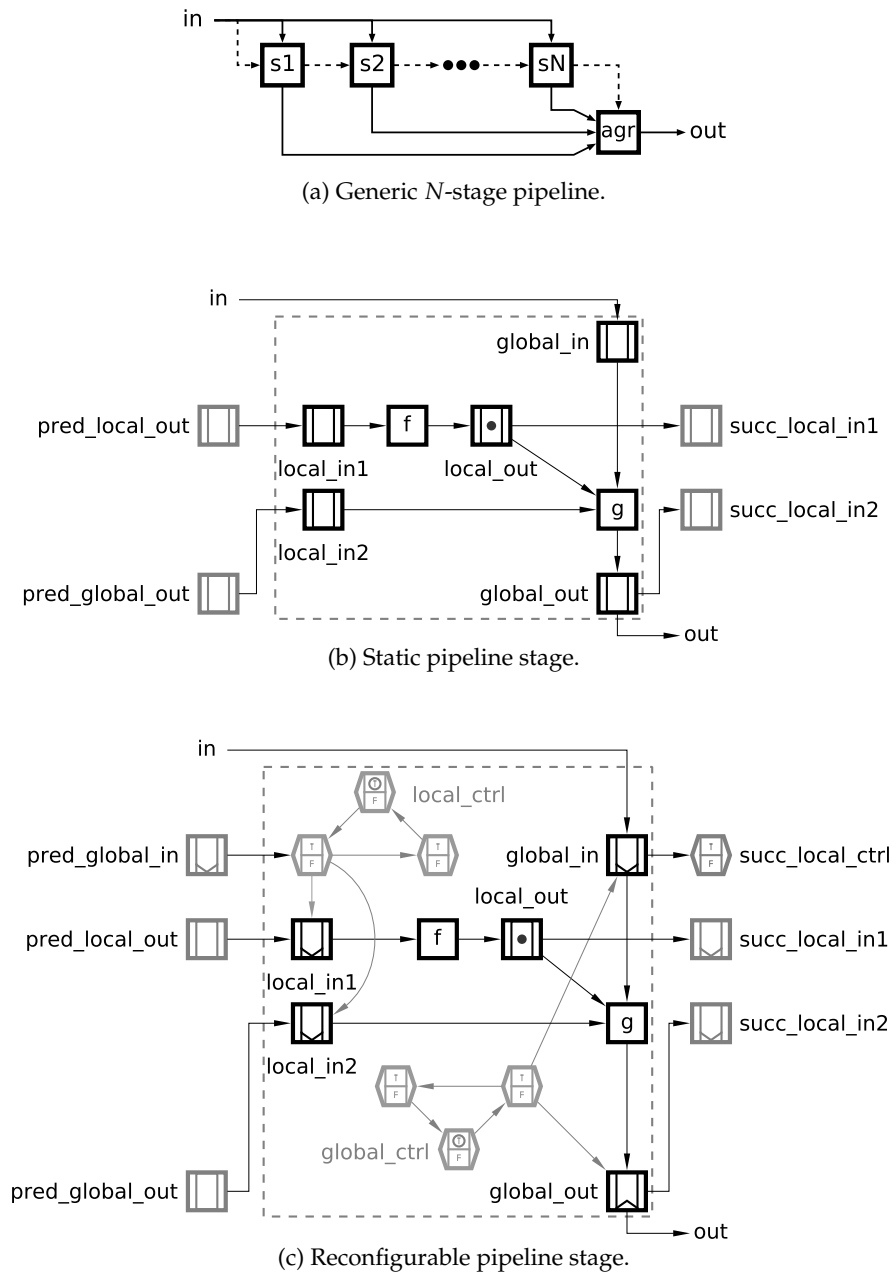 in
s1 s2 sN
agr out
(a) Generic N-stage pipeline.
in
global_in
pred_local_out f succ_local_in1
local_in1 local_out
g succ_local_in2
local_in2
pred_global_out global_out
out
(b) Static pipeline stage.
in
T
F
local_ctrl
pred_global_in T T global_in T succ_local_ctrl
F F F
local_out
pred_local_out f succ_local_in1
local_in1
g succ_local_in2
local_in2
T T
F F
global_ctrl T
F
pred_global_out global_out
out
(c) Reconfigurable pipeline stage.